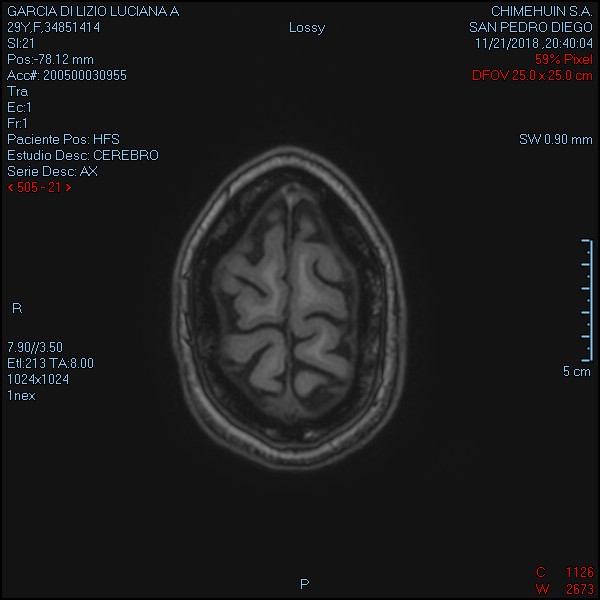 GARCIA DI LIZIO LUCIANA A
29Y,F,34851414
Sl:21
Pos:-78.12 mm
Acc#: 200500030955
Tra
Ec:1
Fr:1
Paciente Pos: HFS
Estudio Desc: CEREBRO
Serie Desc: AX
< 505 - 21 >
Lossy
CHIMEHUIN S.A.
SAN PEDRO DIEGO
11/21/2018 ,20:40:04
59% Pixel
DFOV 25.0 x 25.0 cm
SW 0.90 mm
R
7.90//3.50
Etl:213 TA:8.00
1024x1024
1nex
5 cm
P
C 1126
W 2673